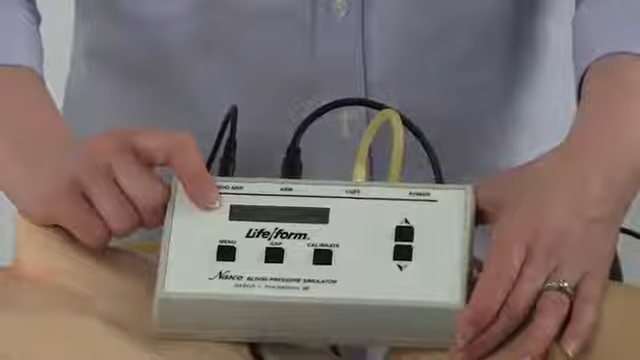 ARM CUFF POWER
Life/form®
MENU GAP CALIBRATE
Nasco BLOOD PRESSURE SIMULATOR